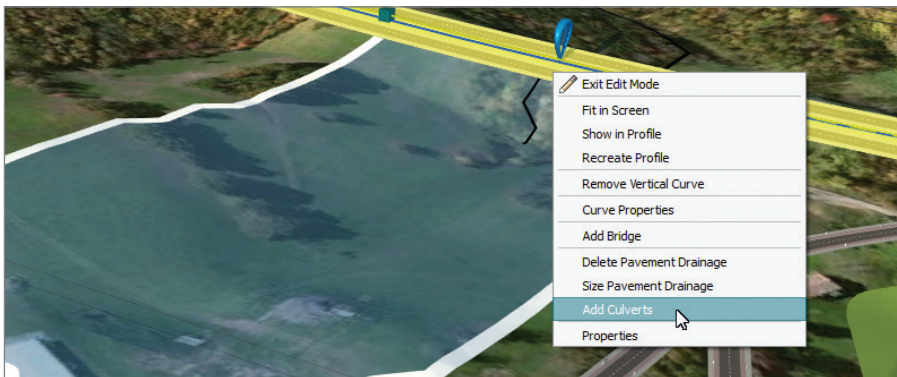 Exit Edit Mode
Fit in Screen
Show in Profile
Recreate Profile
Remove Vertical Curve
Curve Properties
Add Bridge
Delete Pavement Drainage
Size Pavement Drainage
Add Culverts
Properties